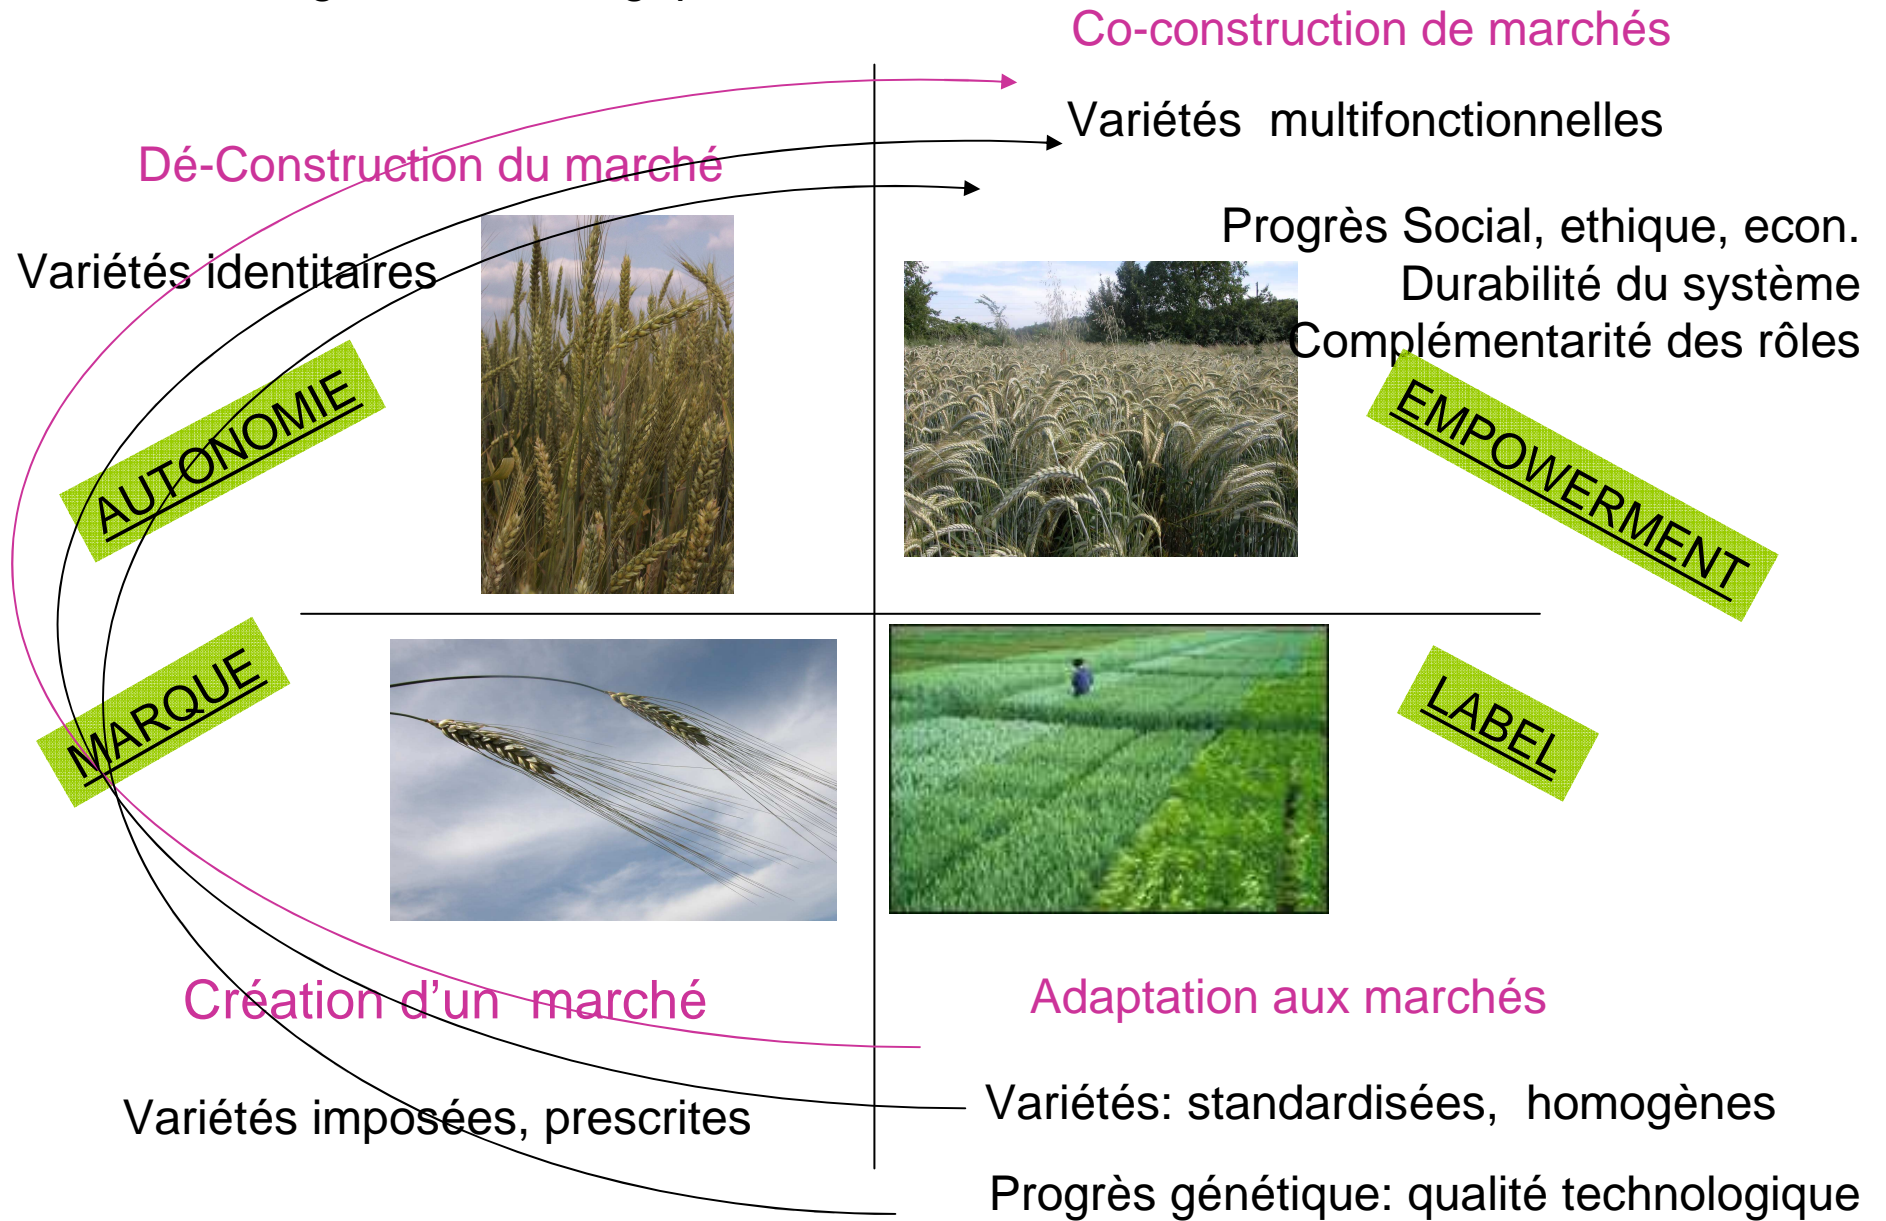 Co-construction de marchés
Variétés multifonctionnelles
Dé-Construction du marché
Variétés identitaires
Progrès Social, ethique, econ.
Durabilité du système
Complémentarité des rôles
AUTONOMIE
EMPOWERMENT
MARQUE
LABEL
Création d'un marché
Adaptation aux marchés
Variétés imposées, prescrites
Variétés: standardisées, homogènes
Progrès génétique: qualité technologique